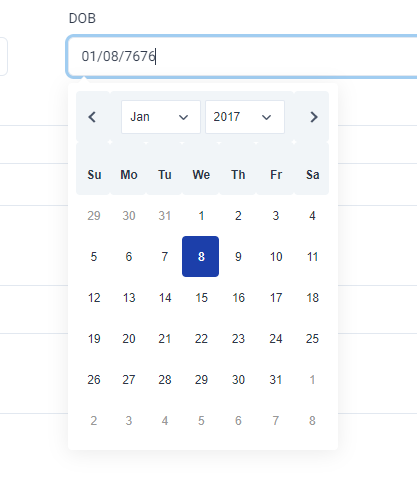 DOB
01/08/7676
Jan 2017
Su Mo Tu We Th Fr Sa
29 30 31 1 2 3 4
5 6 7 8 9 10 11
12 13 14 15 16 17 18
19 20 21 22 23 24 25
26 27 28 29 30 31 1
2 3 4 5 6 7 8